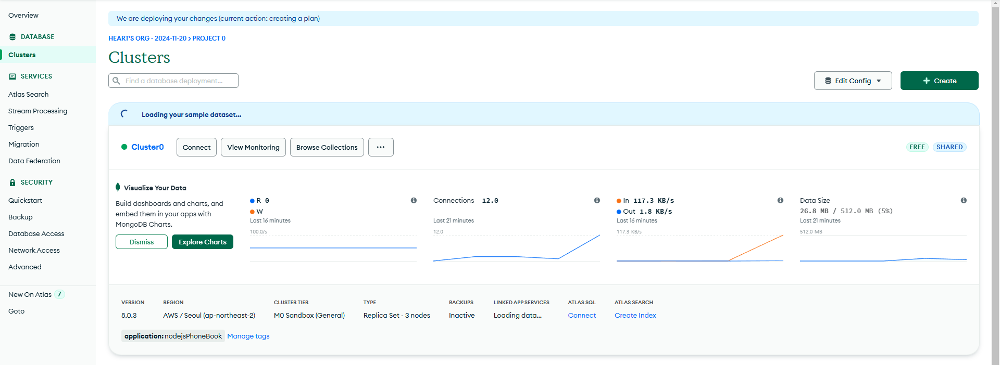 Overview
DATABASE
Clusters
SERVICES
Atlas Search
Stream Processing
Triggers
Migration
Data Federation
SECURITY
Quickstart
Backup
Database Access
Network Access
Advanced
New On Atlas 7
Goto
We are deploying your changes (current action: creating a plan)
HEART'S ORG - 2024-11-20 > PROJECT 0
Clusters
Find a database deployment...
Edit Config
+ Create
Loading your sample dataset...
Cluster0
Connect
View Monitoring
Browse Collections
...
FREE
SHARED
Visualize Your Data
Build dashboards and charts, and
embed them in your apps with
MongoDB Charts.
Dismiss
Explore Charts
R 0
W
Last 16 minutes
100.0/s
Connections 12.0
Last 21 minutes
12.0
In 117.3 KB/s
Out 1.8 KB/s
Last 16 minutes
117.3 KB/s
Data Size
26.8 MB / 512.0 MB (5%)
Last 21 minutes
512.0 MB
VERSION
8.0.3
REGION
AWS / Seoul (ap-northeast-2)
CLUSTER TIER
M0 Sandbox (General)
TYPE
Replica Set - 3 nodes
BACKUPS
Inactive
LINKED APP SERVICES
Loading data...
ATLAS SQL
Connect
ATLAS SEARCH
Create Index
application: nodejsPhoneBook
Manage tags